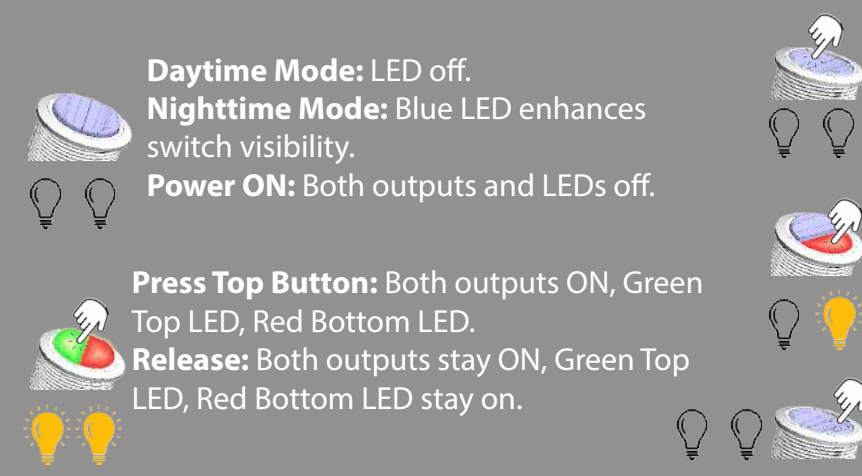 Daytime Mode: LED off.
Nighttime Mode: Blue LED enhances
switch visibility.
Power ON: Both outputs and LEDs off.
Press Top Button: Both outputs ON, Green
Top LED, Red Bottom LED.
Release: Both outputs stay ON, Green Top
LED, Red Bottom LED stay on.